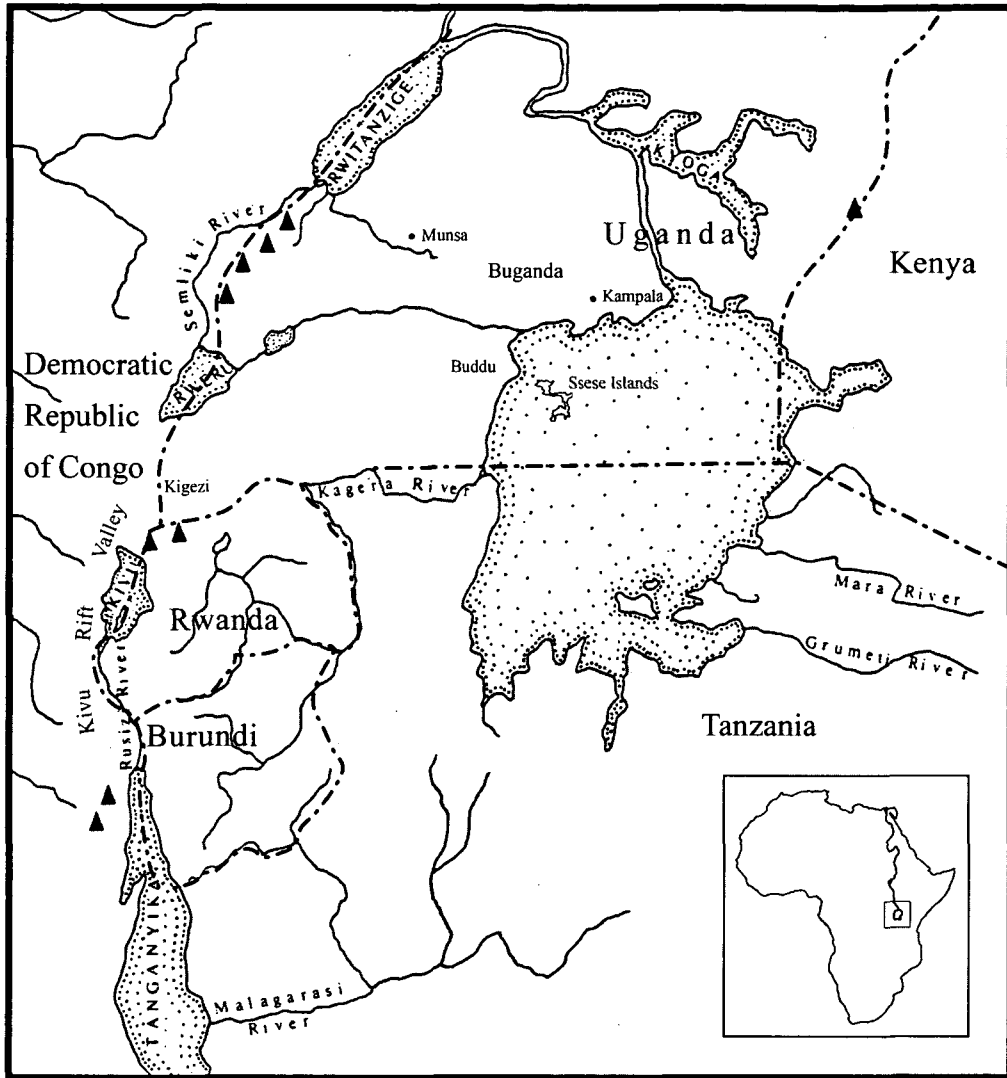 RWITANZIGE
KYOGA
Semliki River
Munsa
Uganda
Kenya
Buganda
Kampala
Buddu
Ssese Islands
Democratic
Republic
of Congo
Kigezi
Kagera River
Kivu Rift Valley
KIVU
Rwanda
Mara River
Grumeti River
Rusizi River
Burundi
Tanzania
TANGANYIKA
Malagarasi
River